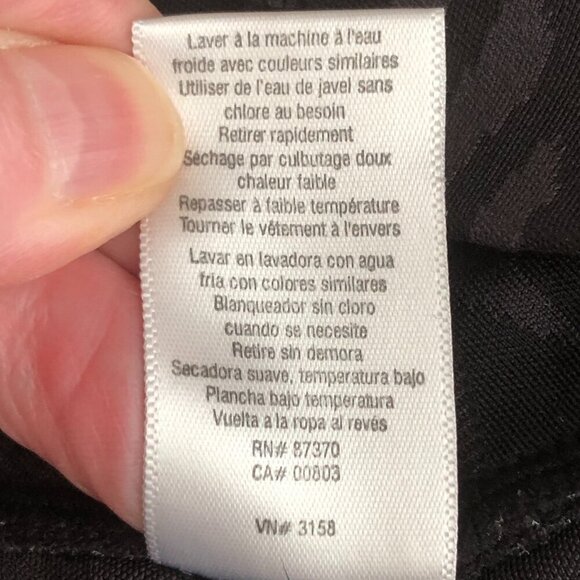 Laver à la machine à l'eau
froide avec couleurs similaires
Utiliser de l'eau de javel sans
chlore au besoin
Retirer rapidement
Séchage par culbutage doux
chaleur faible
Repasser à faible température
Tourner le vêtement à l'envers
Lavar en lavadora con agua
fria con colores similares
Blanqueador sin cloro
cuando se necesite
Retire sin demora
Secadora suave, temperatura bajo
Plancha bajo temperatura
Vuelta a la ropa al revés
RN# 87370
CA# 00803
VN# 3158